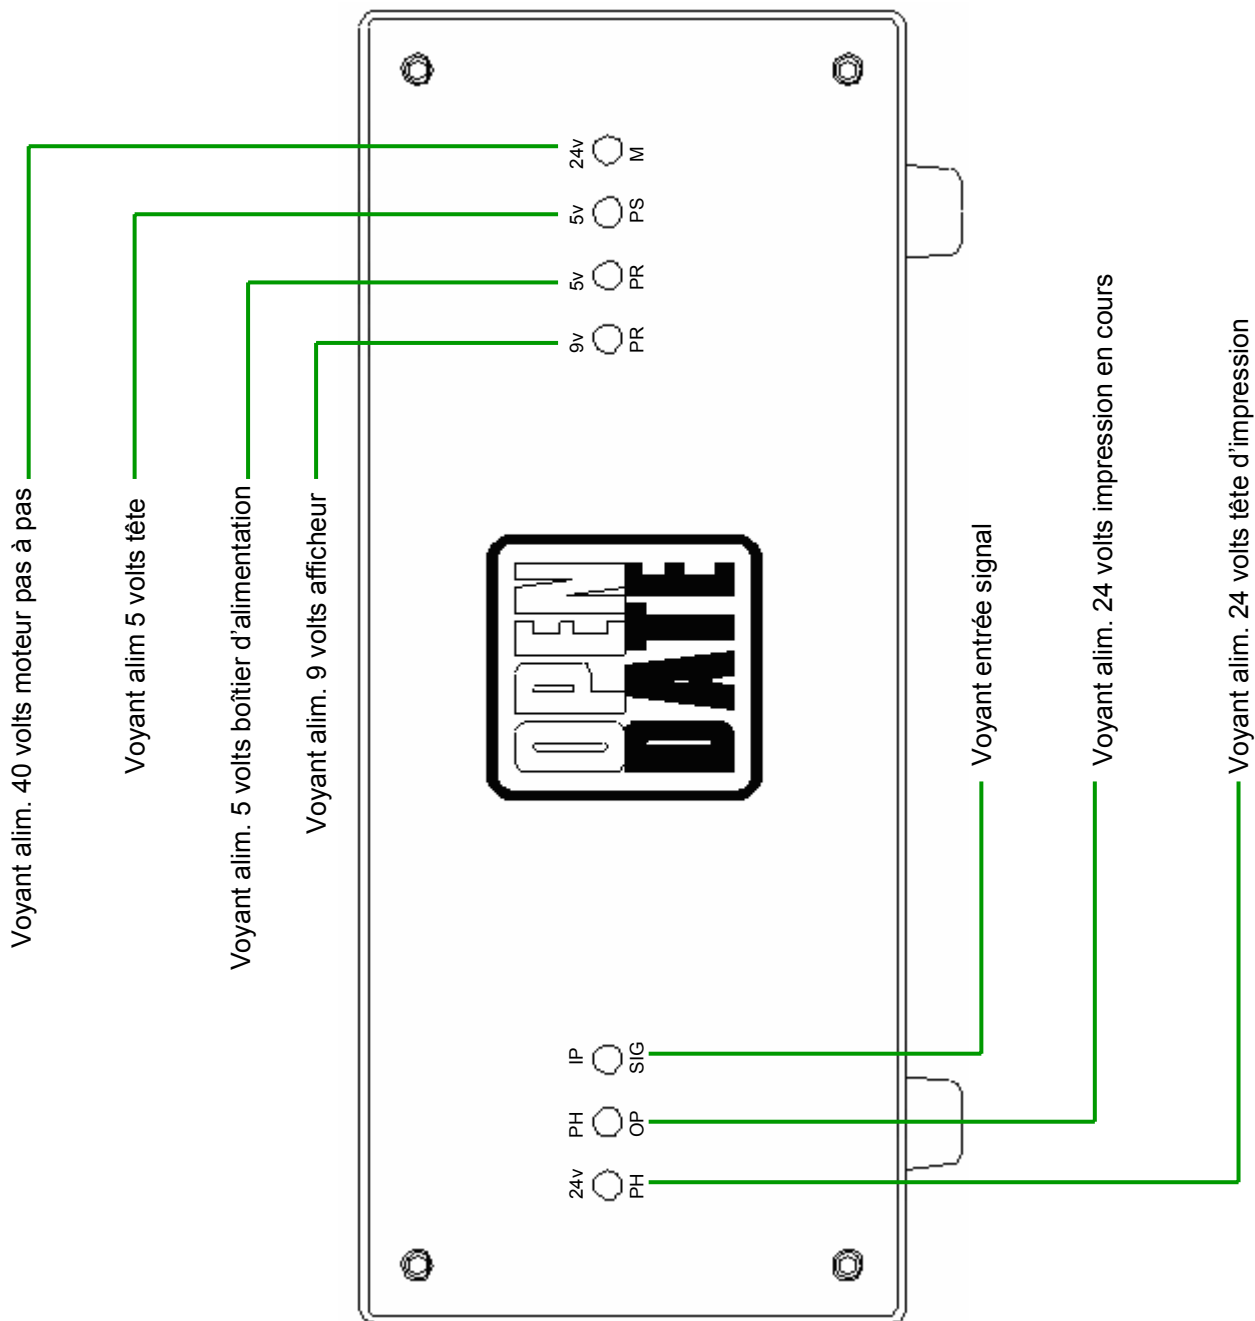 Voyant alim. 40 volts moteur pas à pas
Voyant alim 5 volts tête
Voyant alim. 5 volts boîtier d'alimentation
Voyant alim. 9 volts afficheur
24v
PH
PH
OP
IP
SIG
OPEN
DATE
9v
PR
5v
PR
5v
PS
24v
M
Voyant entrée signal
Voyant alim. 24 volts impression en cours
Voyant alim. 24 volts tête d'impression